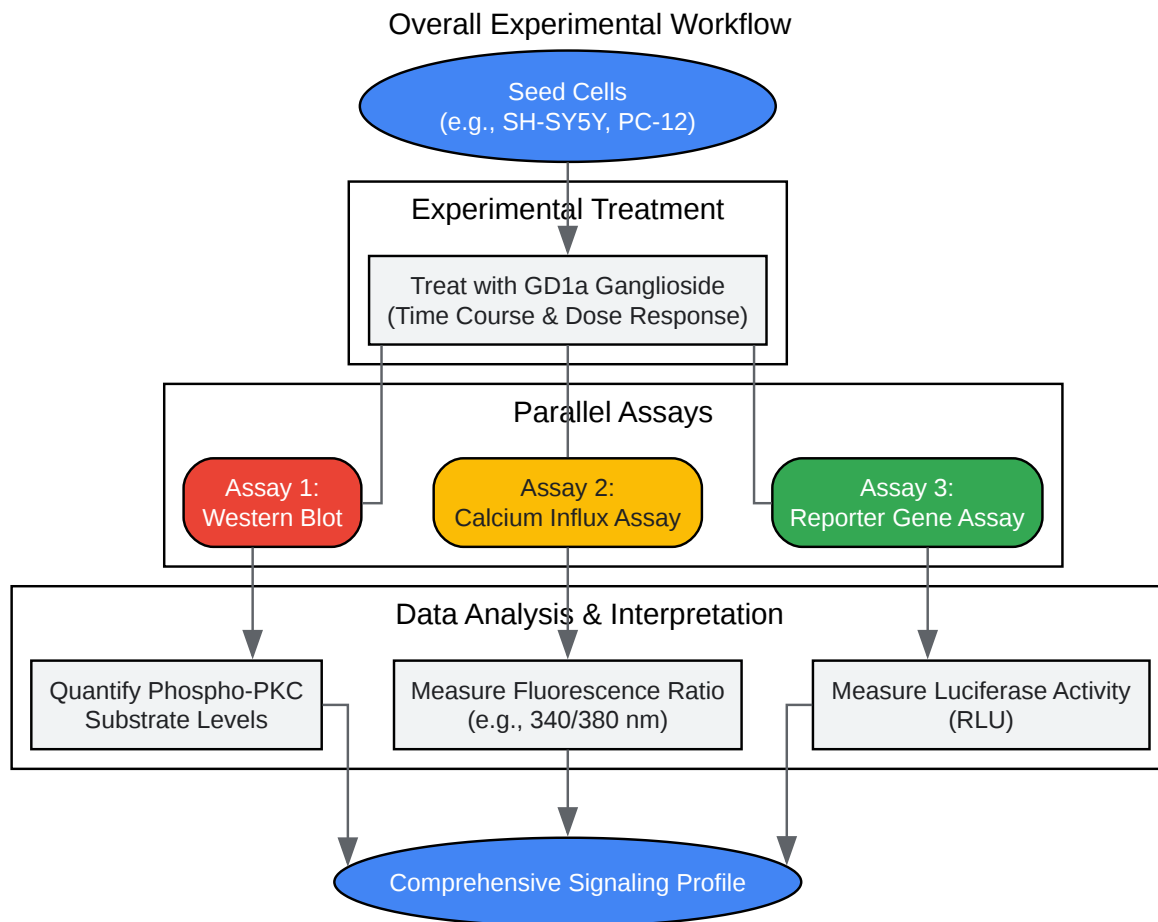 Overall Experimental Workflow
Seed Cells
(e.g., SH-SY5Y, PC-12)
Experimental Treatment
Treat with GD1a Ganglioside
(Time Course & Dose Response)
Parallel Assays
Assay 1:
Western Blot
Assay 2:
Calcium Influx Assay
Assay 3:
Reporter Gene Assay
Data Analysis & Interpretation
Quantify Phospho-PKC
Substrate Levels
Measure Fluorescence Ratio
(e.g., 340/380 nm)
Measure Luciferase Activity
(RLU)
Comprehensive Signaling Profile